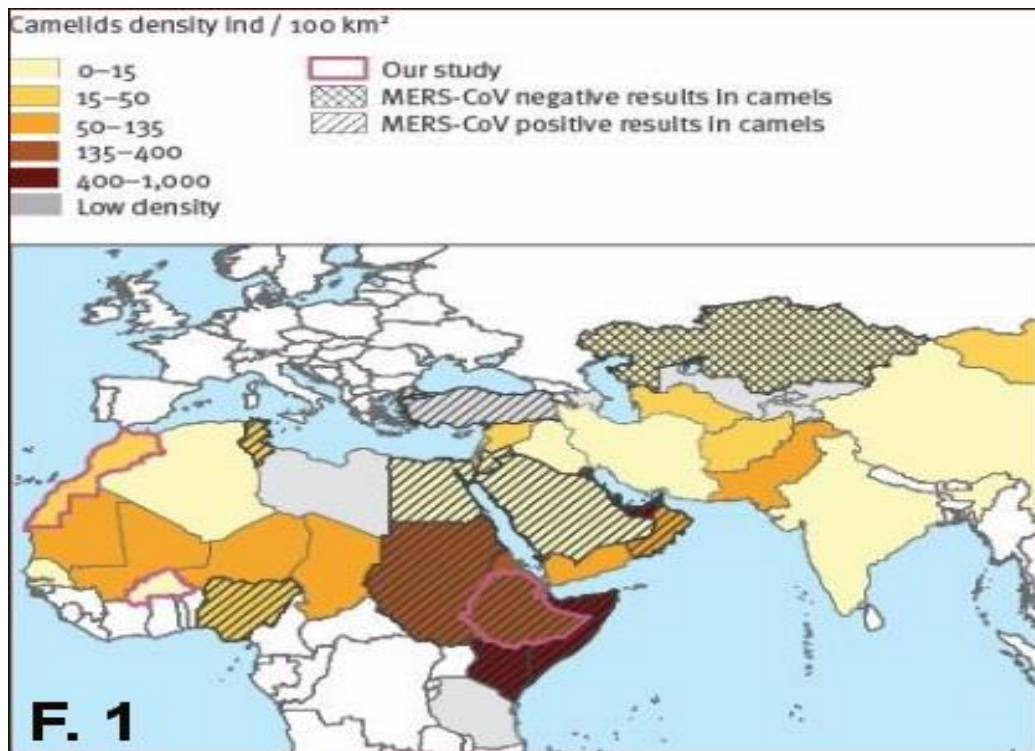 Camelids density ind / 100 km²
0–15
15–50
50–135
135–400
400–1,000
Low density
Our study
MERS-CoV negative results in camels
MERS-CoV positive results in camels
F. 1